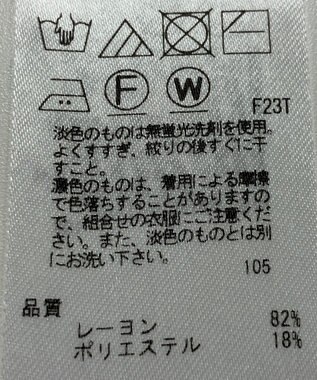 F W
F23T
淡色のものは無蛍光洗剤を使用。
よくすすぎ、絞りの後すぐに干
すこと。
濃色のものは、着用による摩擦
で色落ちすることがありますの
で、組合せの衣服にご注意くだ
さい。また、淡色のものとは別
にお洗い下さい。
105
品質
レーヨン 82%
ポリエステル 18%